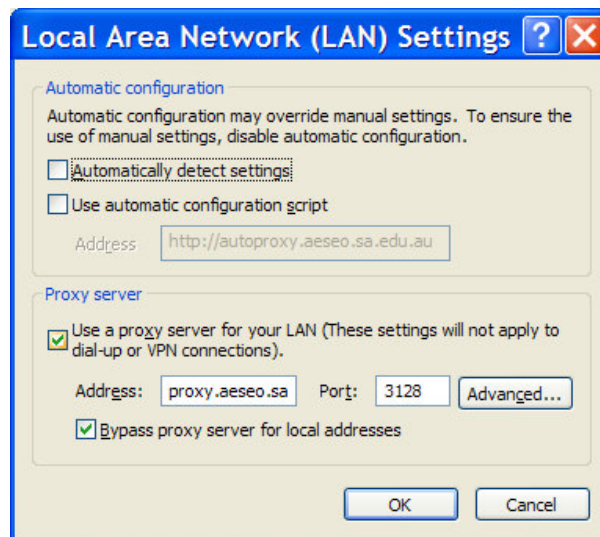 Local Area Network (LAN) Settings
Automatic configuration
Automatic configuration may override manual settings. To ensure the
use of manual settings, disable automatic configuration.
Automatically detect settings
Use automatic configuration script
Address http://autoproxy.aeseo.sa.edu.au
Proxy server
Use a proxy server for your LAN (These settings will not apply to
dial-up or VPN connections).
Address: proxy.aeseo.sa Port: 3128 Advanced...
Bypass proxy server for local addresses
OK Cancel